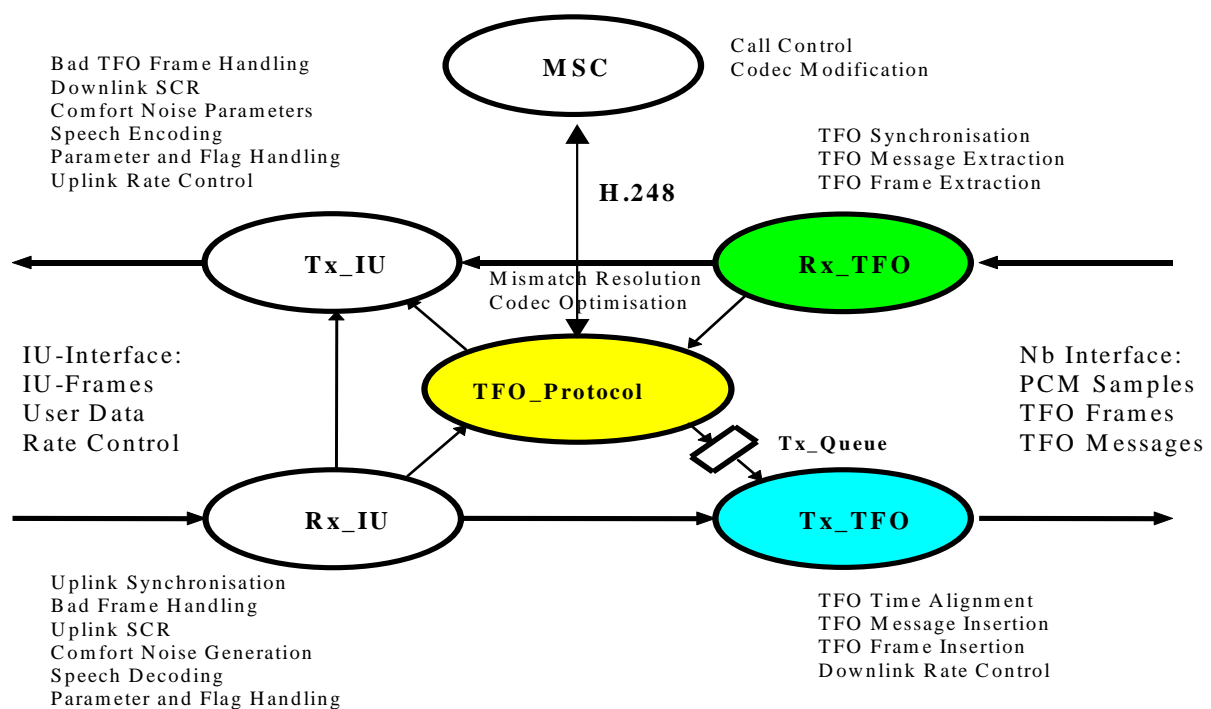 Bad TFO Frame Handling
Downlink SCR
Comfort Noise Parameters
Speech Encoding
Parameter and Flag Handling
Uplink Rate Control
MSC
Call Control
Codec Modification
TFO Synchronisation
TFO Message Extraction
TFO Frame Extraction
H.248
Tx_IU
Rx_TFO
Mismatch Resolution
Codec Optimisation
IU-Interface:
IU-Frames
User Data
Rate Control
TFO_Protocol
Nb Interface:
PCM Samples
TFO Frames
TFO Messages
Tx_Queue
Rx_IU
Tx_TFO
Uplink Synchronisation
Bad Frame Handling
Uplink SCR
Comfort Noise Generation
Speech Decoding
Parameter and Flag Handling
TFO Time Alignment
TFO Message Insertion
TFO Frame Insertion
Downlink Rate Control